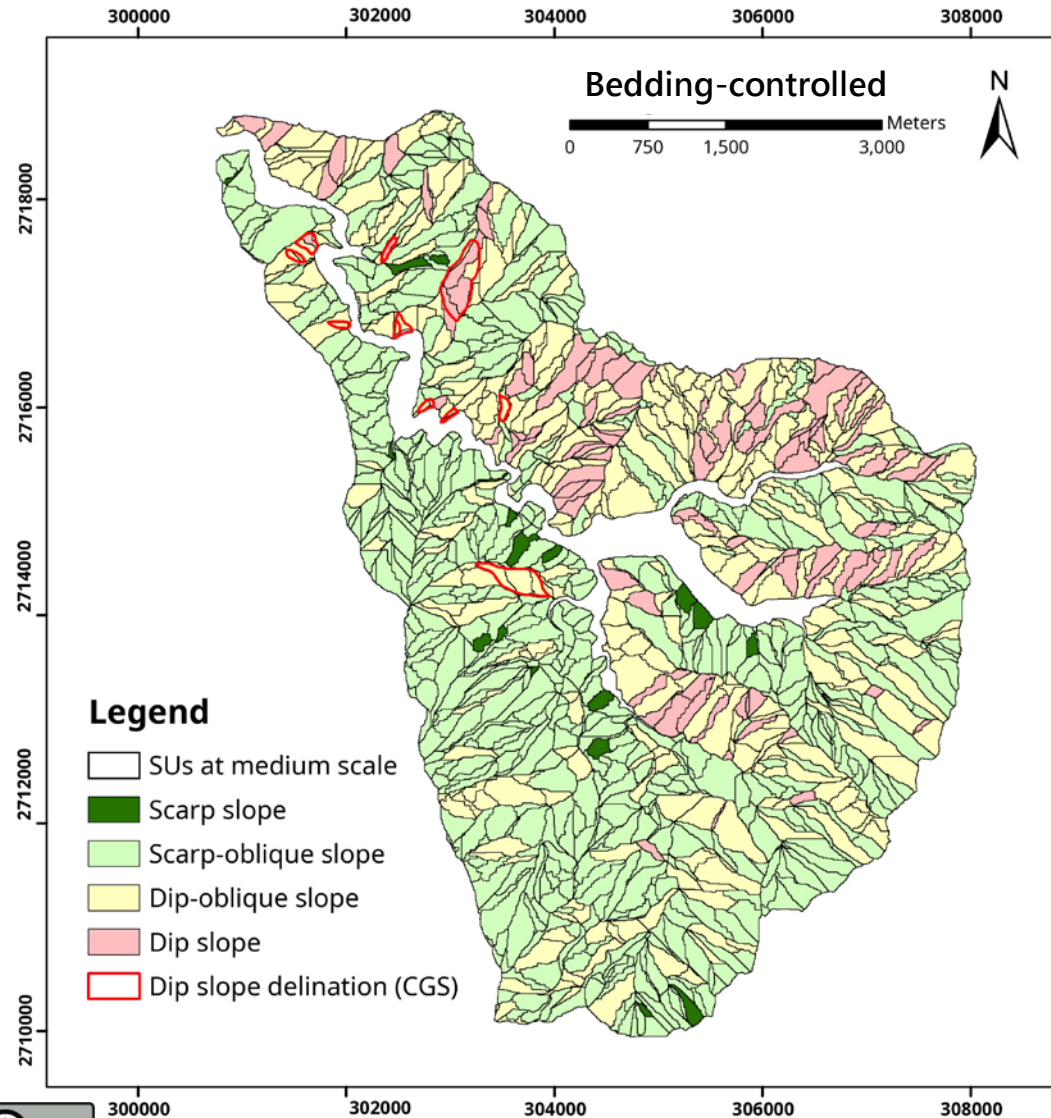 300000 302000 304000 306000 308000
Bedding-controlled
N
Meters
0 750 1,500 3,000
2718000
2716000
2714000
2712000
2710000
Legend
SUs at medium scale
Scarp slope
Scarp-oblique slope
Dip-oblique slope
Dip slope
Dip slope delination (CGS)
300000 302000 304000 306000 308000